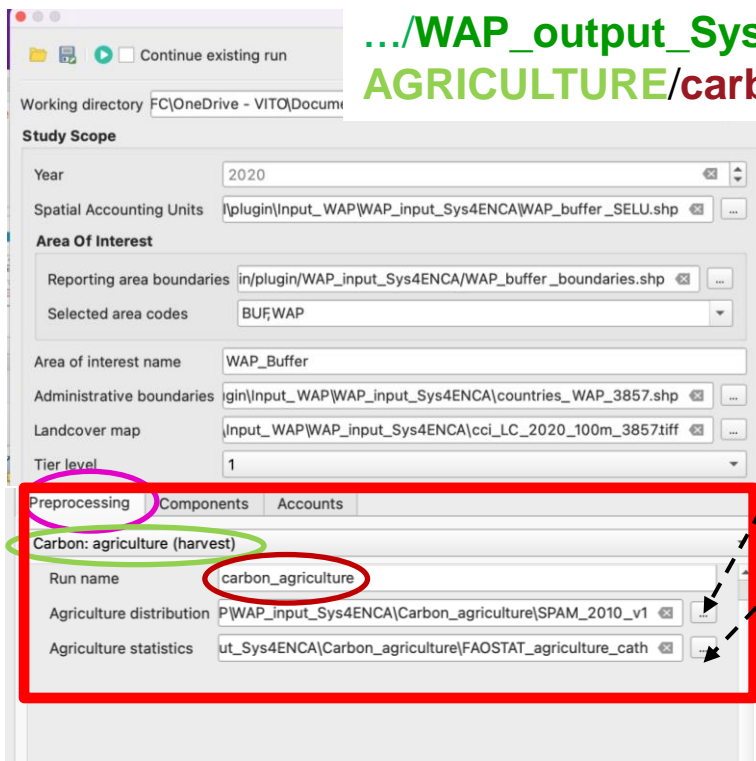 .../WAP_output_Sys
AGRICULTURE/carb
Continue existing run
Working directory FC\OneDrive - VITO\Docume
Study Scope
Year 2020
Spatial Accounting Units l\plugin\Input_WAP\WAP_input_Sys4ENCA\WAP_buffer_SELU.shp ...
Area Of Interest
Reporting area boundaries in/plugin/WAP_input_Sys4ENCA/WAP_buffer_boundaries.shp ...
Selected area codes BUF,WAP
Area of interest name WAP_Buffer
Administrative boundaries gin\Input_WAP\WAP_input_Sys4ENCA\countries_WAP_3857.shp ...
Landcover map \Input_WAP\WAP_input_Sys4ENCA\cci_LC_2020_100m_3857.tiff ...
Tier level 1
Preprocessing Components Accounts
Carbon: agriculture (harvest)
Run name carbon_agriculture
Agriculture distribution P\WAP_input_Sys4ENCA\Carbon_agriculture\SPAM_2010_v1 ...
Agriculture statistics ut_Sys4ENCA\Carbon_agriculture\FAOSTAT_agriculture_cath ...